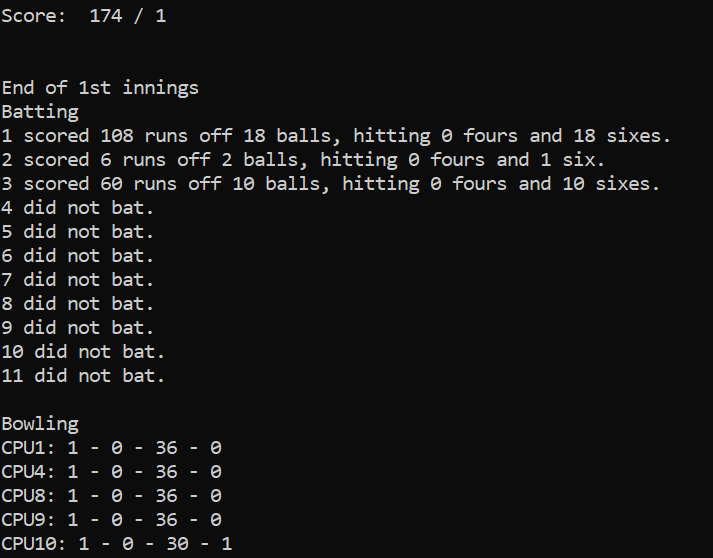 Score:  174 / 1
End of 1st innings
Batting
1 scored 108 runs off 18 balls, hitting 0 fours and 18 sixes.
2 scored 6 runs off 2 balls, hitting 0 fours and 1 six.
3 scored 60 runs off 10 balls, hitting 0 fours and 10 sixes.
4 did not bat.
5 did not bat.
6 did not bat.
7 did not bat.
8 did not bat.
9 did not bat.
10 did not bat.
11 did not bat.
Bowling
CPU1: 1 - 0 - 36 - 0
CPU4: 1 - 0 - 36 - 0
CPU8: 1 - 0 - 36 - 0
CPU9: 1 - 0 - 36 - 0
CPU10: 1 - 0 - 30 - 1